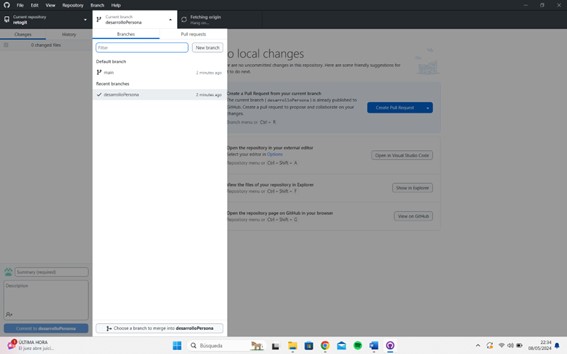 File Edit View Repository Branch Help
Current repository
retogit
Current branch
desarrolloPersona
Fetching origin
Hang on...
Changes
History
Branches
Pull requests
0 changed files
Filter
New branch
Default branch
main
2 minutes ago
Recent branches
desarrolloPersona
2 minutes ago
Choose a branch to merge into desarrolloPersona
lo local changes
are no uncommitted changes in this repository. Here are some friendly suggestions for
to do next.
Create a Pull Request from your current branch
The current branch (desarrolloPersona) is already published to
GitHub. Create a pull request to propose and collaborate on your
changes.
Branch menu or Ctrl + R
Create Pull Request
Open the repository in your external editor
Select your editor in Options
Repository menu or Ctrl + Shift + A
Open in Visual Studio Code
View the files of your repository in Explorer
Repository menu or Ctrl + Shift + F
Show in Explorer
Open the repository page on GitHub in your browser
Repository menu or Ctrl + Shift + G
View on GitHub
Summary (required)
Description
Commit to desarrolloPersona
ÚLTIMA HORA
El juez abre juici...
Búsqueda
22:34
08/05/2024